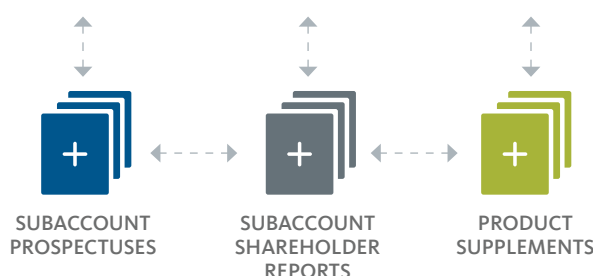 SUBACCOUNT
PROSPECTUSES
SUBACCOUNT
SHAREHOLDER
REPORTS
PRODUCT
SUPPLEMENTS